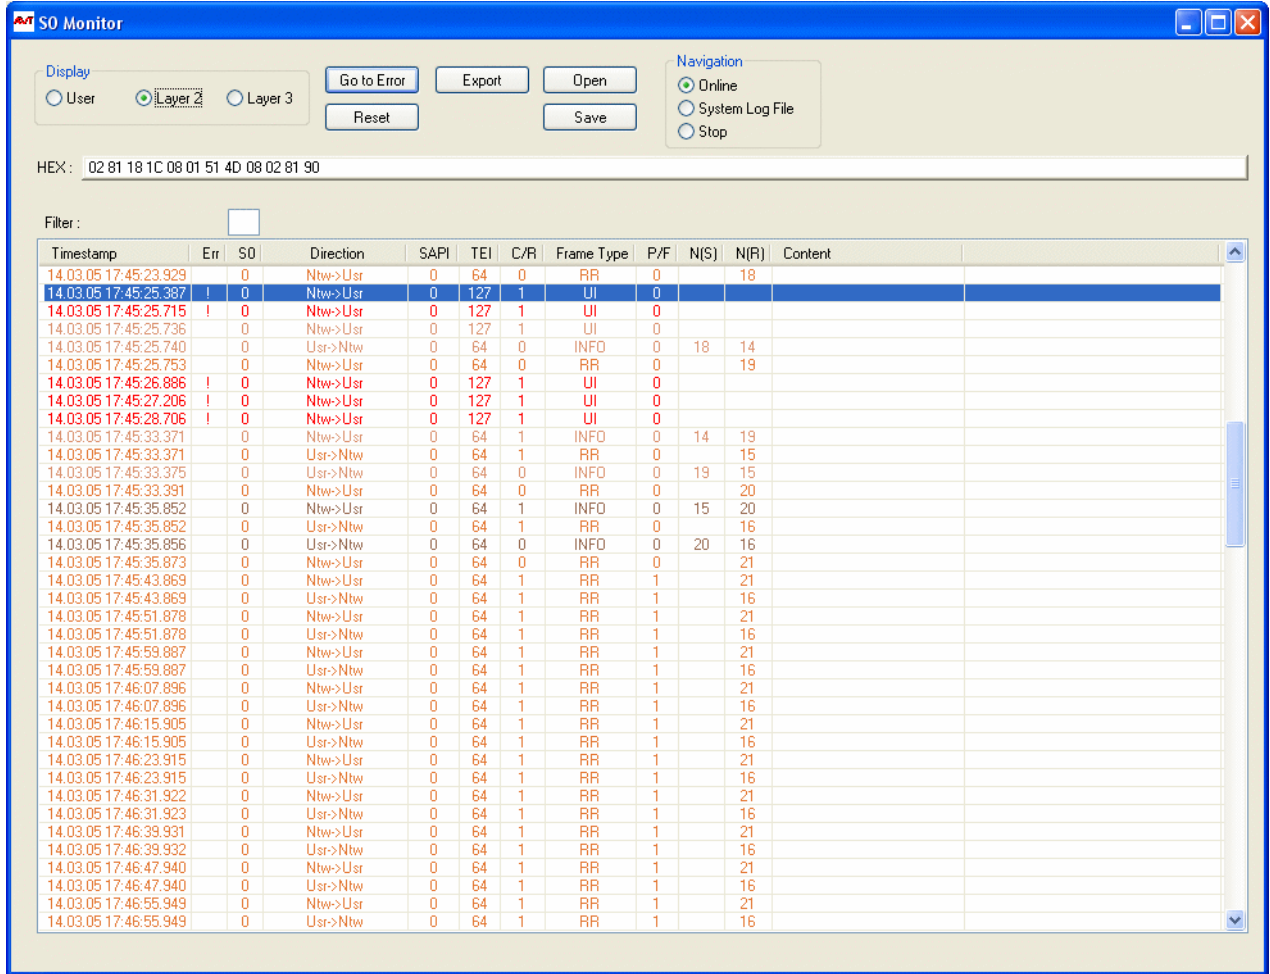 AVT S0 Monitor
Display
User Layer 2 Layer 3
Go to Error Export Open
Reset Save
Navigation
Online
System Log File
Stop
HEX : 02 81 18 1C 08 01 51 4D 08 02 81 90
Filter :
Timestamp Err S0 Direction SAPI TEI C/R Frame Type P/F N(S) N(R) Content
14.03.05 17:45:23.929 0 Ntw->Usr 0 64 0 RR 0 18
14.03.05 17:45:25.387 ! 0 Ntw->Usr 0 127 1 UI 0
14.03.05 17:45:25.715 ! 0 Ntw->Usr 0 127 1 UI 0
14.03.05 17:45:25.736 0 Ntw->Usr 0 127 1 UI 0
14.03.05 17:45:25.740 0 Usr->Ntw 0 64 0 INFO 0 18 14
14.03.05 17:45:25.753 0 Ntw->Usr 0 64 0 RR 0 19
14.03.05 17:45:26.886 ! 0 Ntw->Usr 0 127 1 UI 0
14.03.05 17:45:27.206 ! 0 Ntw->Usr 0 127 1 UI 0
14.03.05 17:45:28.706 ! 0 Ntw->Usr 0 127 1 UI 0
14.03.05 17:45:33.371 0 Ntw->Usr 0 64 1 INFO 0 14 19
14.03.05 17:45:33.371 0 Usr->Ntw 0 64 1 RR 0 15
14.03.05 17:45:33.375 0 Usr->Ntw 0 64 0 INFO 0 19 15
14.03.05 17:45:33.391 0 Ntw->Usr 0 64 0 RR 0 20
14.03.05 17:45:35.852 0 Ntw->Usr 0 64 1 INFO 0 15 20
14.03.05 17:45:35.852 0 Usr->Ntw 0 64 1 RR 0 16
14.03.05 17:45:35.856 0 Usr->Ntw 0 64 0 INFO 0 20 16
14.03.05 17:45:35.873 0 Ntw->Usr 0 64 0 RR 0 21
14.03.05 17:45:43.869 0 Ntw->Usr 0 64 1 RR 1 21
14.03.05 17:45:43.869 0 Usr->Ntw 0 64 1 RR 1 16
14.03.05 17:45:51.878 0 Ntw->Usr 0 64 1 RR 1 21
14.03.05 17:45:51.878 0 Usr->Ntw 0 64 1 RR 1 16
14.03.05 17:45:59.887 0 Ntw->Usr 0 64 1 RR 1 21
14.03.05 17:45:59.887 0 Usr->Ntw 0 64 1 RR 1 16
14.03.05 17:46:07.896 0 Ntw->Usr 0 64 1 RR 1 21
14.03.05 17:46:07.896 0 Usr->Ntw 0 64 1 RR 1 16
14.03.05 17:46:15.905 0 Ntw->Usr 0 64 1 RR 1 21
14.03.05 17:46:15.905 0 Usr->Ntw 0 64 1 RR 1 16
14.03.05 17:46:23.915 0 Ntw->Usr 0 64 1 RR 1 21
14.03.05 17:46:23.915 0 Usr->Ntw 0 64 1 RR 1 16
14.03.05 17:46:31.922 0 Ntw->Usr 0 64 1 RR 1 21
14.03.05 17:46:31.923 0 Usr->Ntw 0 64 1 RR 1 16
14.03.05 17:46:39.931 0 Ntw->Usr 0 64 1 RR 1 21
14.03.05 17:46:39.932 0 Usr->Ntw 0 64 1 RR 1 16
14.03.05 17:46:47.940 0 Ntw->Usr 0 64 1 RR 1 21
14.03.05 17:46:47.940 0 Usr->Ntw 0 64 1 RR 1 16
14.03.05 17:46:55.949 0 Ntw->Usr 0 64 1 RR 1 21
14.03.05 17:46:55.949 0 Usr->Ntw 0 64 1 RR 1 16